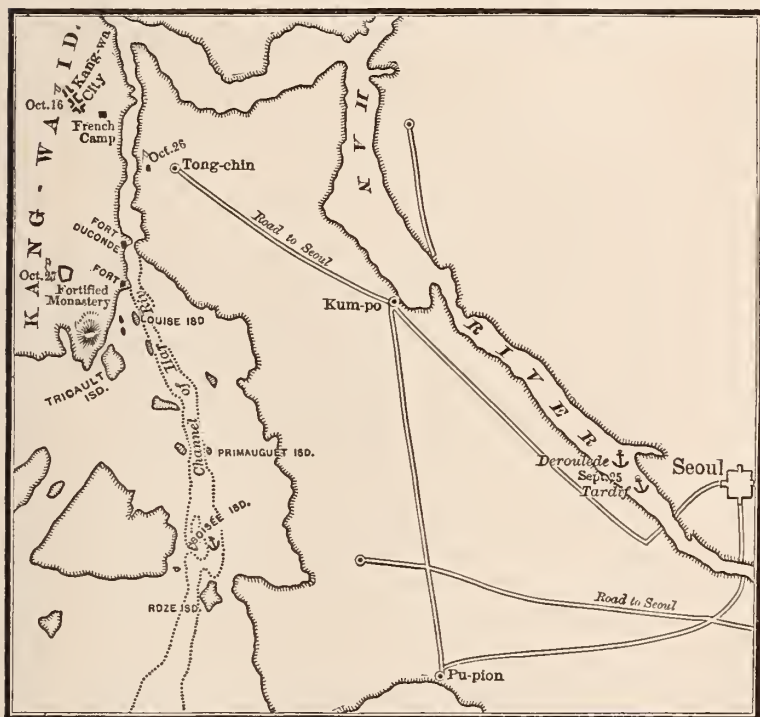 KANG-WA ID.
Kang-wa
City
Oct.16
French
Camp
Oct.26
Tong-chin
Road to Seoul
HAN RIVER
FORT
DUCONDE
Oct.27
FORT
Fortified
Monastery
LOUISE ISD
Kum-po
TRICAULT
ISD.
Channel of
PRIMAUGUET ISD.
Deroulede
Sept.25
Tardif
Seoul
BOISÉE ISD.
ROZE ISD.
Road to Seoul
Pu-pion